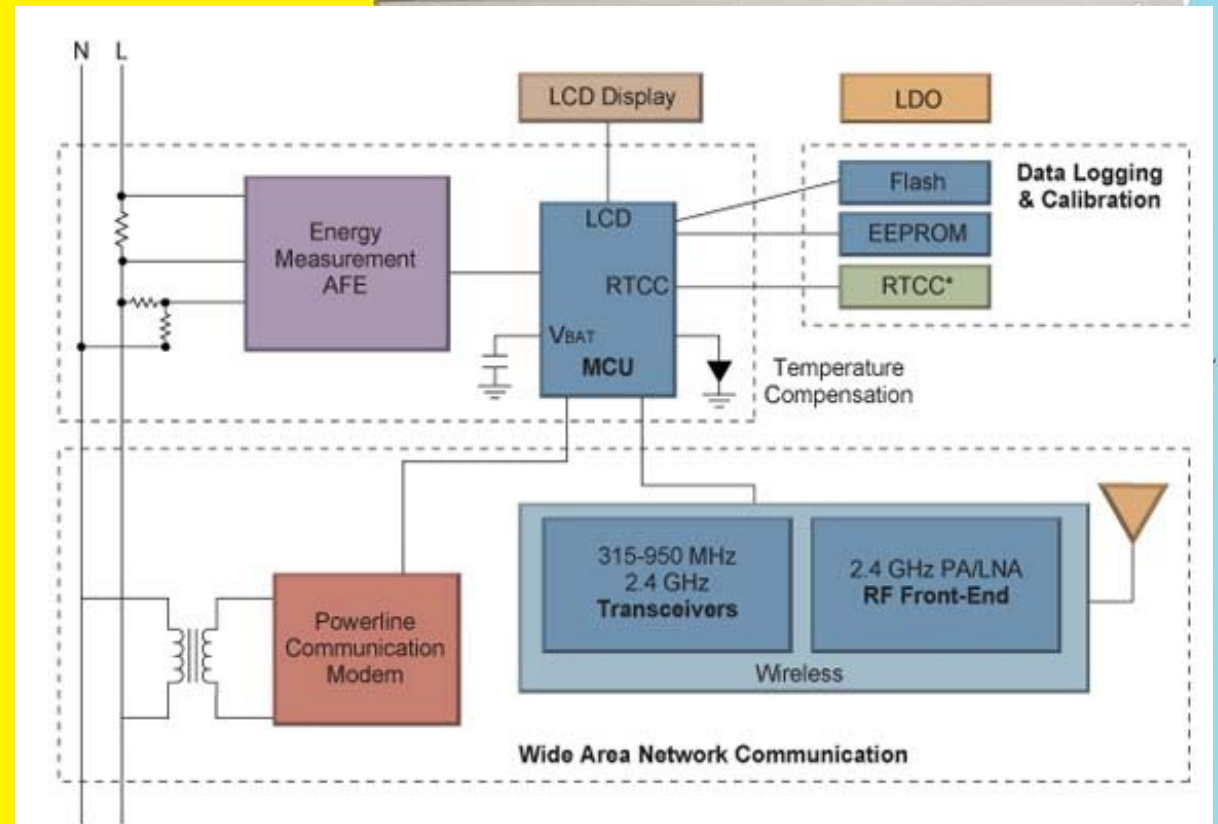 N L
LCD Display
LDO
Flash
EEPROM
RTCC*
Data Logging
& Calibration
Energy
Measurement
AFE
LCD
RTCC
VBAT
MCU
Temperature
Compensation
315-950 MHz
2.4 GHz
Transceivers
2.4 GHz PA/LNA
RF Front-End
Wireless
Powerline
Communication
Modem
Wide Area Network Communication